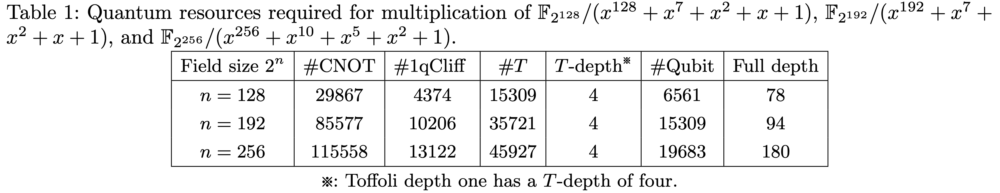 Table 1: Quantum resources required for multiplication of 𝔽_{2^{128}}/(x^{128} + x^7 + x^2 + x + 1), 𝔽_{2^{192}}/(x^{192} + x^7 +
x^2 + x + 1), and 𝔽_{2^{256}}/(x^{256} + x^{10} + x^5 + x^2 + 1).
Field size 2^n #CNOT #1qCliff #T T-depth^※ #Qubit Full depth
n = 128 29867 4374 15309 4 6561 78
n = 192 85577 10206 35721 4 15309 94
n = 256 115558 13122 45927 4 19683 180
※: Toffoli depth one has a T-depth of four.